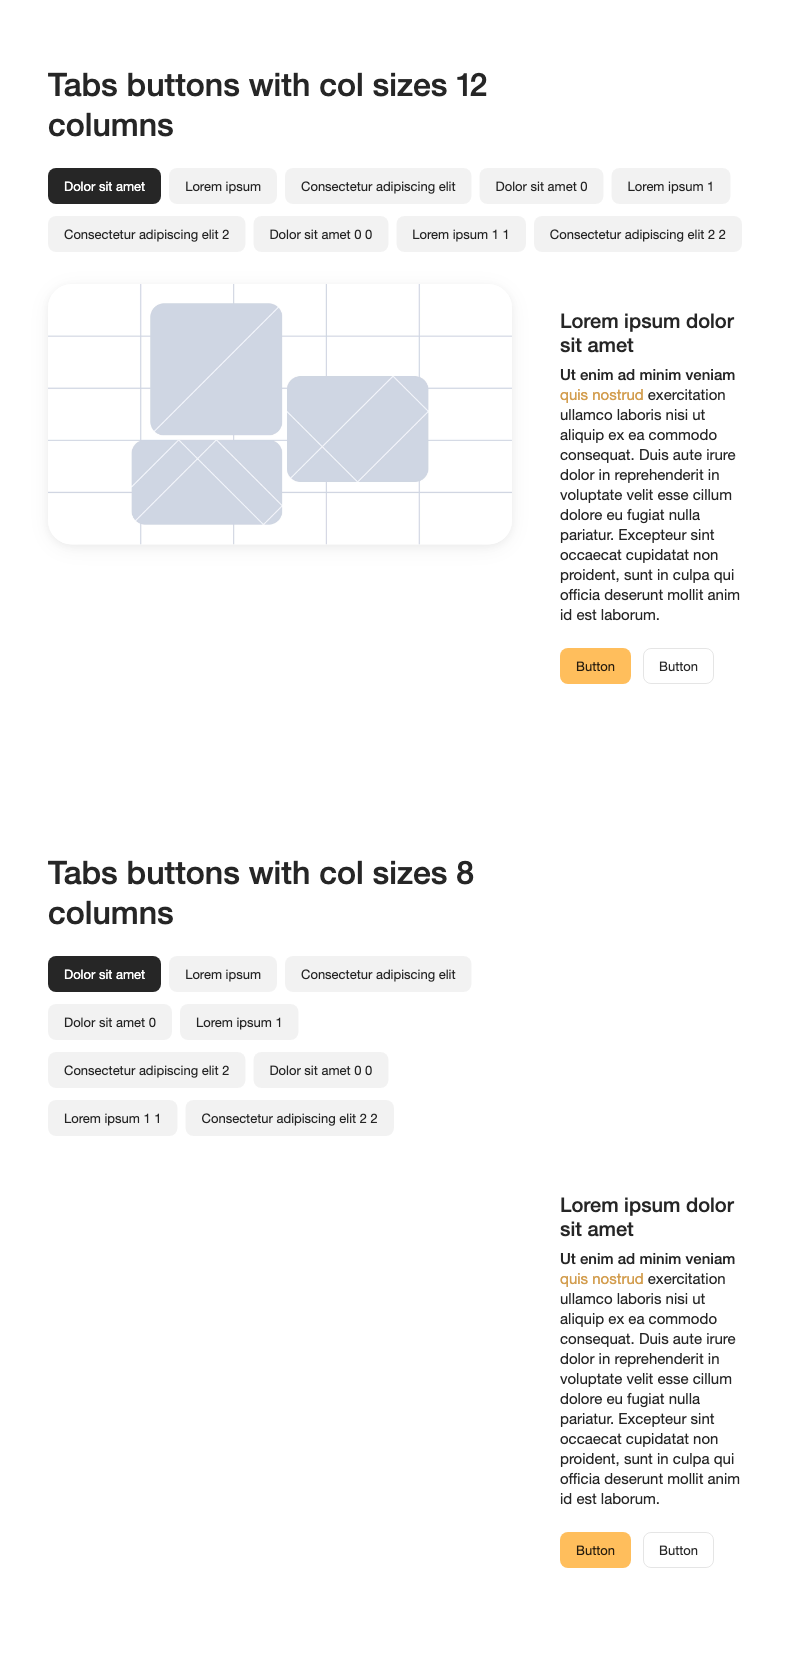 Tabs buttons with col sizes 12
columns
Dolor sit amet Lorem ipsum Consectetur adipiscing elit Dolor sit amet 0 Lorem ipsum 1
Consectetur adipiscing elit 2 Dolor sit amet 0 0 Lorem ipsum 1 1 Consectetur adipiscing elit 2 2
Lorem ipsum dolor
sit amet
Ut enim ad minim veniam
quis nostrud exercitation
ullamco laboris nisi ut
aliquip ex ea commodo
consequat. Duis aute irure
dolor in reprehenderit in
voluptate velit esse cillum
dolore eu fugiat nulla
pariatur. Excepteur sint
occaecat cupidatat non
proident, sunt in culpa qui
officia deserunt mollit anim
id est laborum.
Button Button
Tabs buttons with col sizes 8
columns
Dolor sit amet Lorem ipsum Consectetur adipiscing elit
Dolor sit amet 0 Lorem ipsum 1
Consectetur adipiscing elit 2 Dolor sit amet 0 0
Lorem ipsum 1 1 Consectetur adipiscing elit 2 2
Lorem ipsum dolor
sit amet
Ut enim ad minim veniam
quis nostrud exercitation
ullamco laboris nisi ut
aliquip ex ea commodo
consequat. Duis aute irure
dolor in reprehenderit in
voluptate velit esse cillum
dolore eu fugiat nulla
pariatur. Excepteur sint
occaecat cupidatat non
proident, sunt in culpa qui
officia deserunt mollit anim
id est laborum.
Button Button